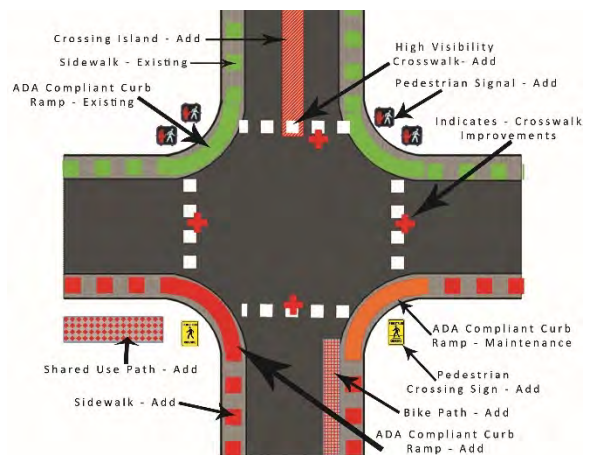 Crossing Island - Add
Sidewalk - Existing
ADA Compliant Curb
Ramp - Existing
High Visibility
Crosswalk- Add
Pedestrian Signal - Add
Indicates - Crosswalk
Improvements
Shared Use Path - Add
Sidewalk - Add
ADA Compliant Curb
Ramp - Maintenance
Pedestrian
Crossing Sign - Add
Bike Path - Add
ADA Compliant Curb
Ramp - Add